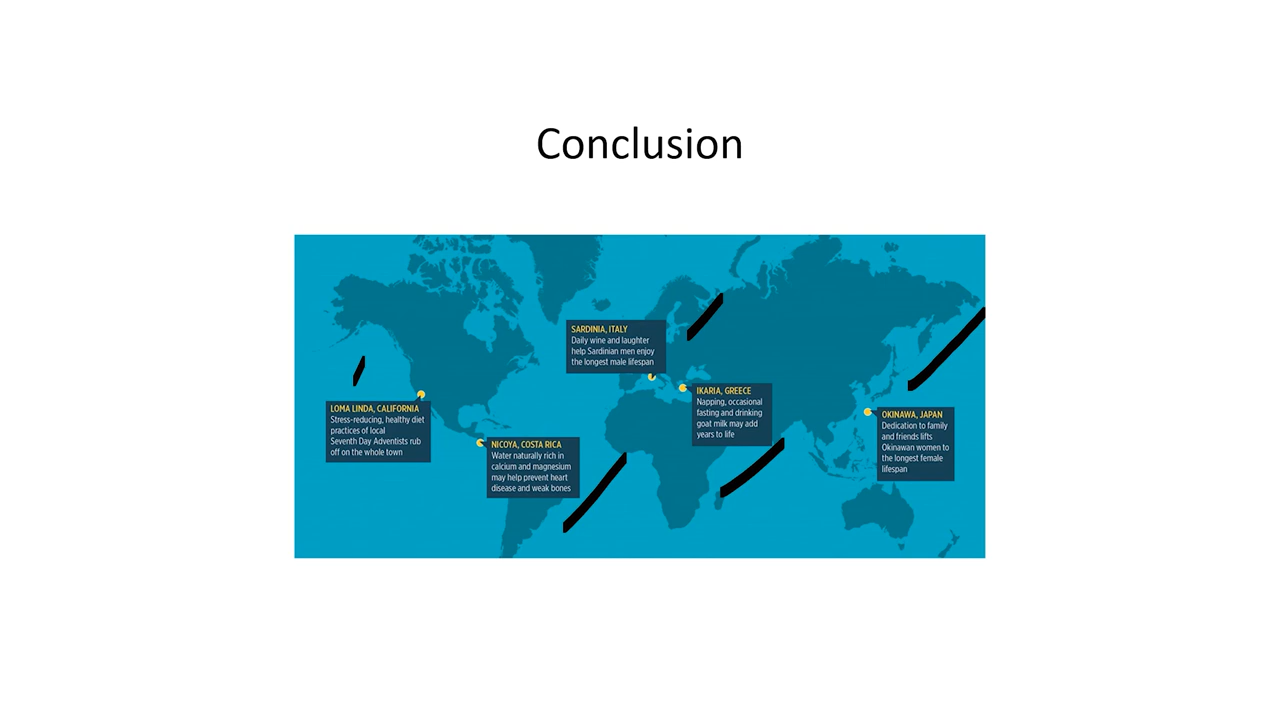 Conclusion
SARDINIA, ITALY
Daily wine and laughter
help Sardinian men enjoy
the longest male lifespan
IKARIA, GREECE
Napping, occasional
fasting and drinking
goat milk may add
years to life
LOMA LINDA, CALIFORNIA
Stress-reducing, healthy diet
practices of local
Seventh Day Adventists rub
off on the whole town
OKINAWA, JAPAN
Dedication to family
and friends lifts
Okinawan women to
the longest female
lifespan
NICOYA, COSTA RICA
Water naturally rich in
calcium and magnesium
may help prevent heart
disease and weak bones